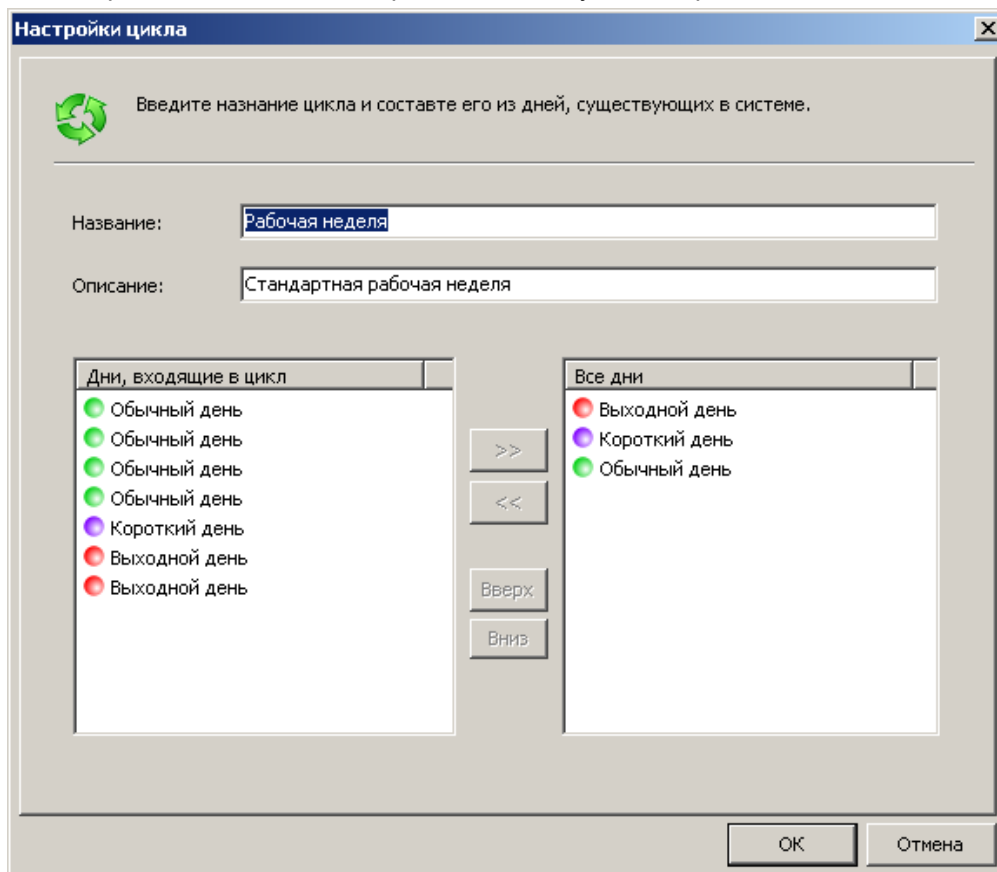 Настройки цикла
Введите назнание цикла и составте его из дней, существующих в системе.
Название:
Рабочая неделя
Описание:
Стандартная рабочая неделя
Дни, входящие в цикл
Обычный день
Обычный день
Обычный день
Обычный день
Короткий день
Выходной день
Выходной день
>>
<<
Вверх
Вниз
Все дни
Выходной день
Короткий день
Обычный день
ОК
Отмена